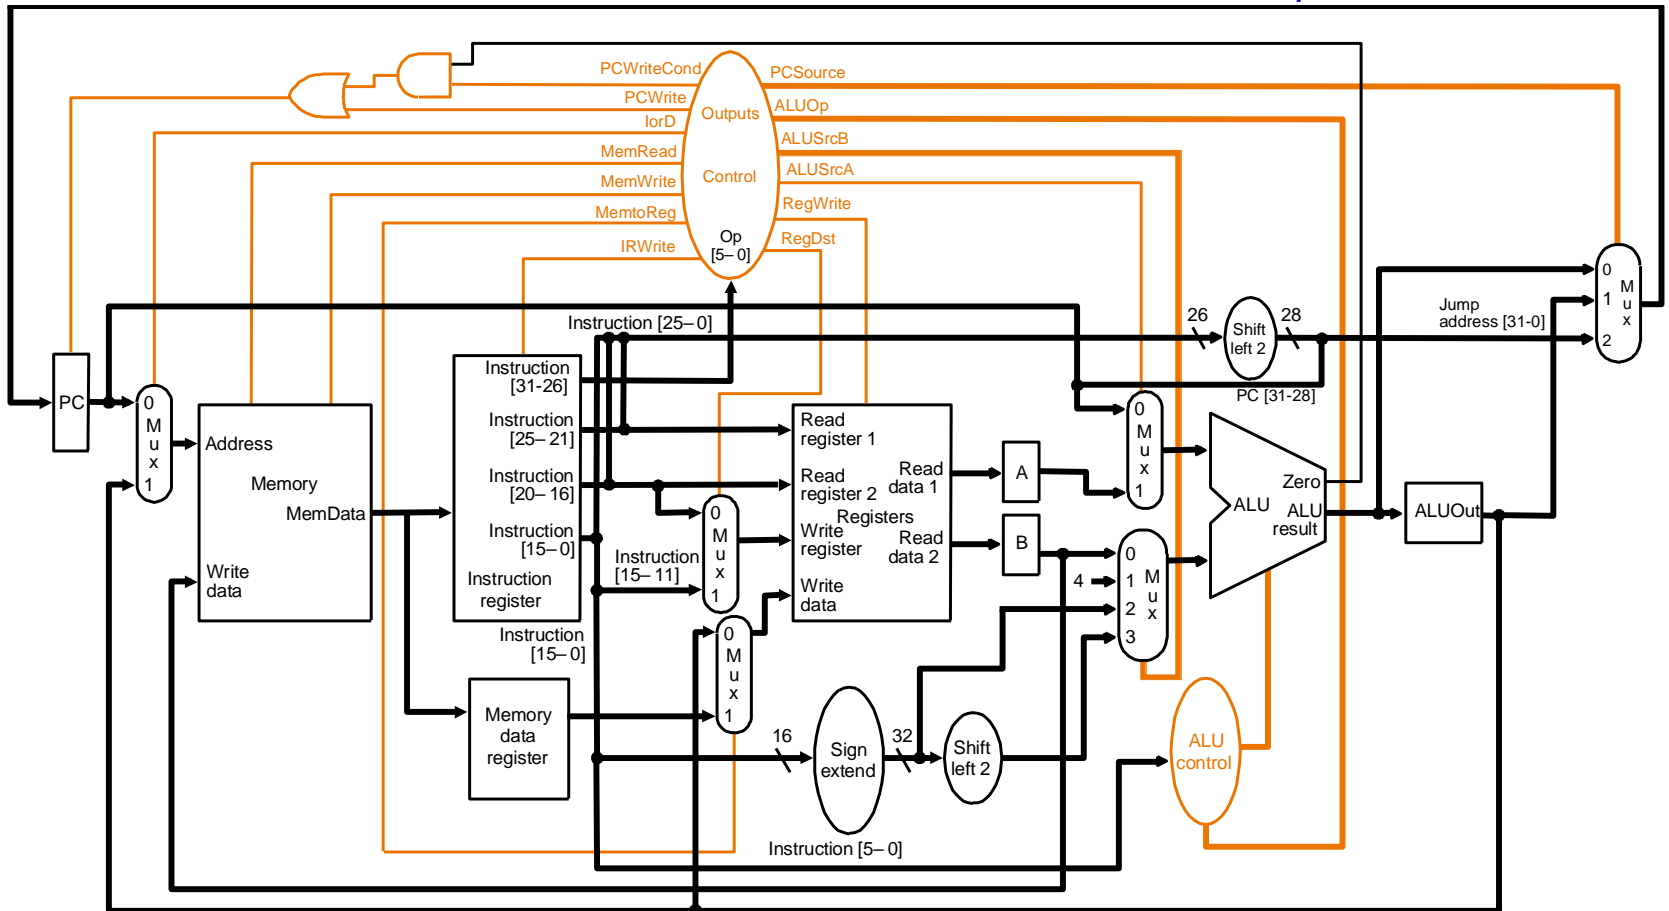 PCWriteCond
PCSource
PCWrite
ALUOp
Outputs
IorD
ALUSrcB
MemRead
ALUSrcA
MemWrite
Control
RegWrite
MemtoReg
RegDst
IRWrite
Op
[5–0]
Instruction [25–0]
26
Shift
left 2
28
Jump
address [31-0]
0
1
2
M
u
x
PC [31-28]
PC
0
M
u
x
1
Address
Memory
MemData
Write
data
Instruction
[31-26]
Instruction
[25–21]
Instruction
[20–16]
Instruction
[15–0]
Instruction
register
Instruction
[15–11]
Instruction
[15–0]
0
M
u
x
1
0
M
u
x
1
Read
register 1
Read
register 2
Registers
Write
register
Write
data
Read
data 1
Read
data 2
A
B
0
M
u
x
1
4
0
1
2
3
M
u
x
Zero
ALU
ALU
result
ALUOut
Memory
data
register
16
Sign
extend
32
Shift
left 2
ALU
control
Instruction [5–0]